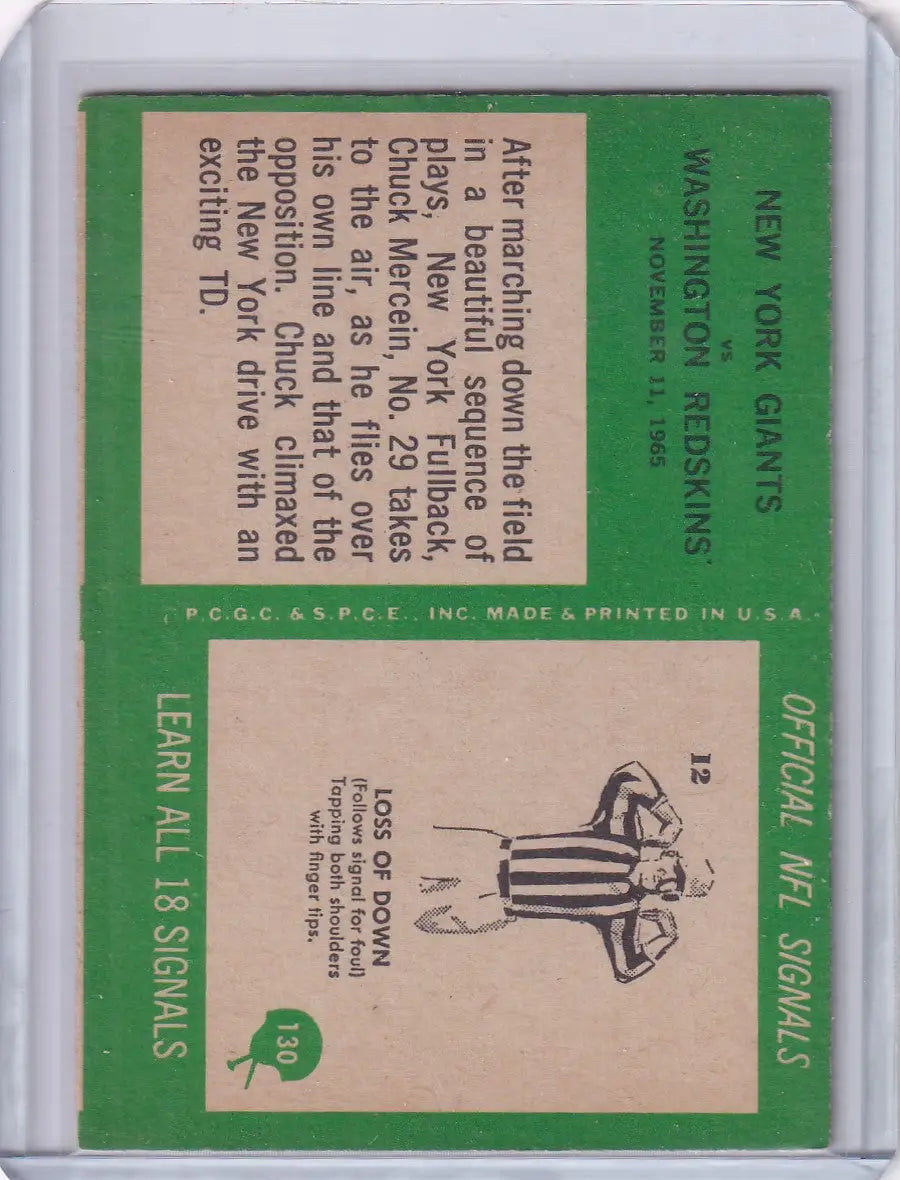 NEW YORK GIANTS
vs.
WASHINGTON REDSKINS
NOVEMBER 11, 1965
After marching down the field
in a beautiful sequence of
plays, New York Fullback,
Chuck Mercein, No. 29 takes
to the air, as he flies over
his own line and that of the
opposition. Chuck climaxed
the New York drive with an
exciting TD.
P.C.G.C. & S.P.C.E., INC. MADE & PRINTED IN U.S.A.
OFFICIAL NFL SIGNALS
12
LOSS OF DOWN
(Follows signal for foul)
Tapping both shoulders
with finger tips.
130
LEARN ALL 18 SIGNALS